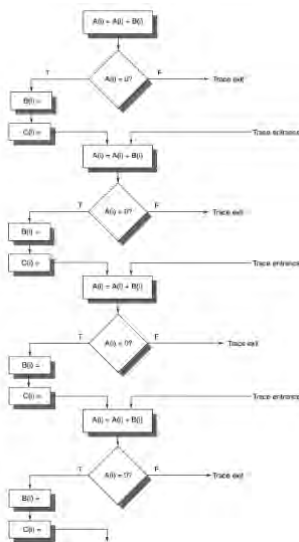 A(i) = A(i) + B(i)
T
A(i) = 0?
F
Trace exit
B(i) =
C(i) =
Trace entrance
A(i) = A(i) + B(i)
T
A(i) = 0?
F
Trace exit
B(i) =
C(i) =
Trace entrance
A(i) = A(i) + B(i)
T
A(i) = 0?
F
Trace exit
B(i) =
C(i) =
Trace entrance
A(i) = A(i) + B(i)
T
A(i) = 0?
F
Trace exit
B(i) =
C(i) =